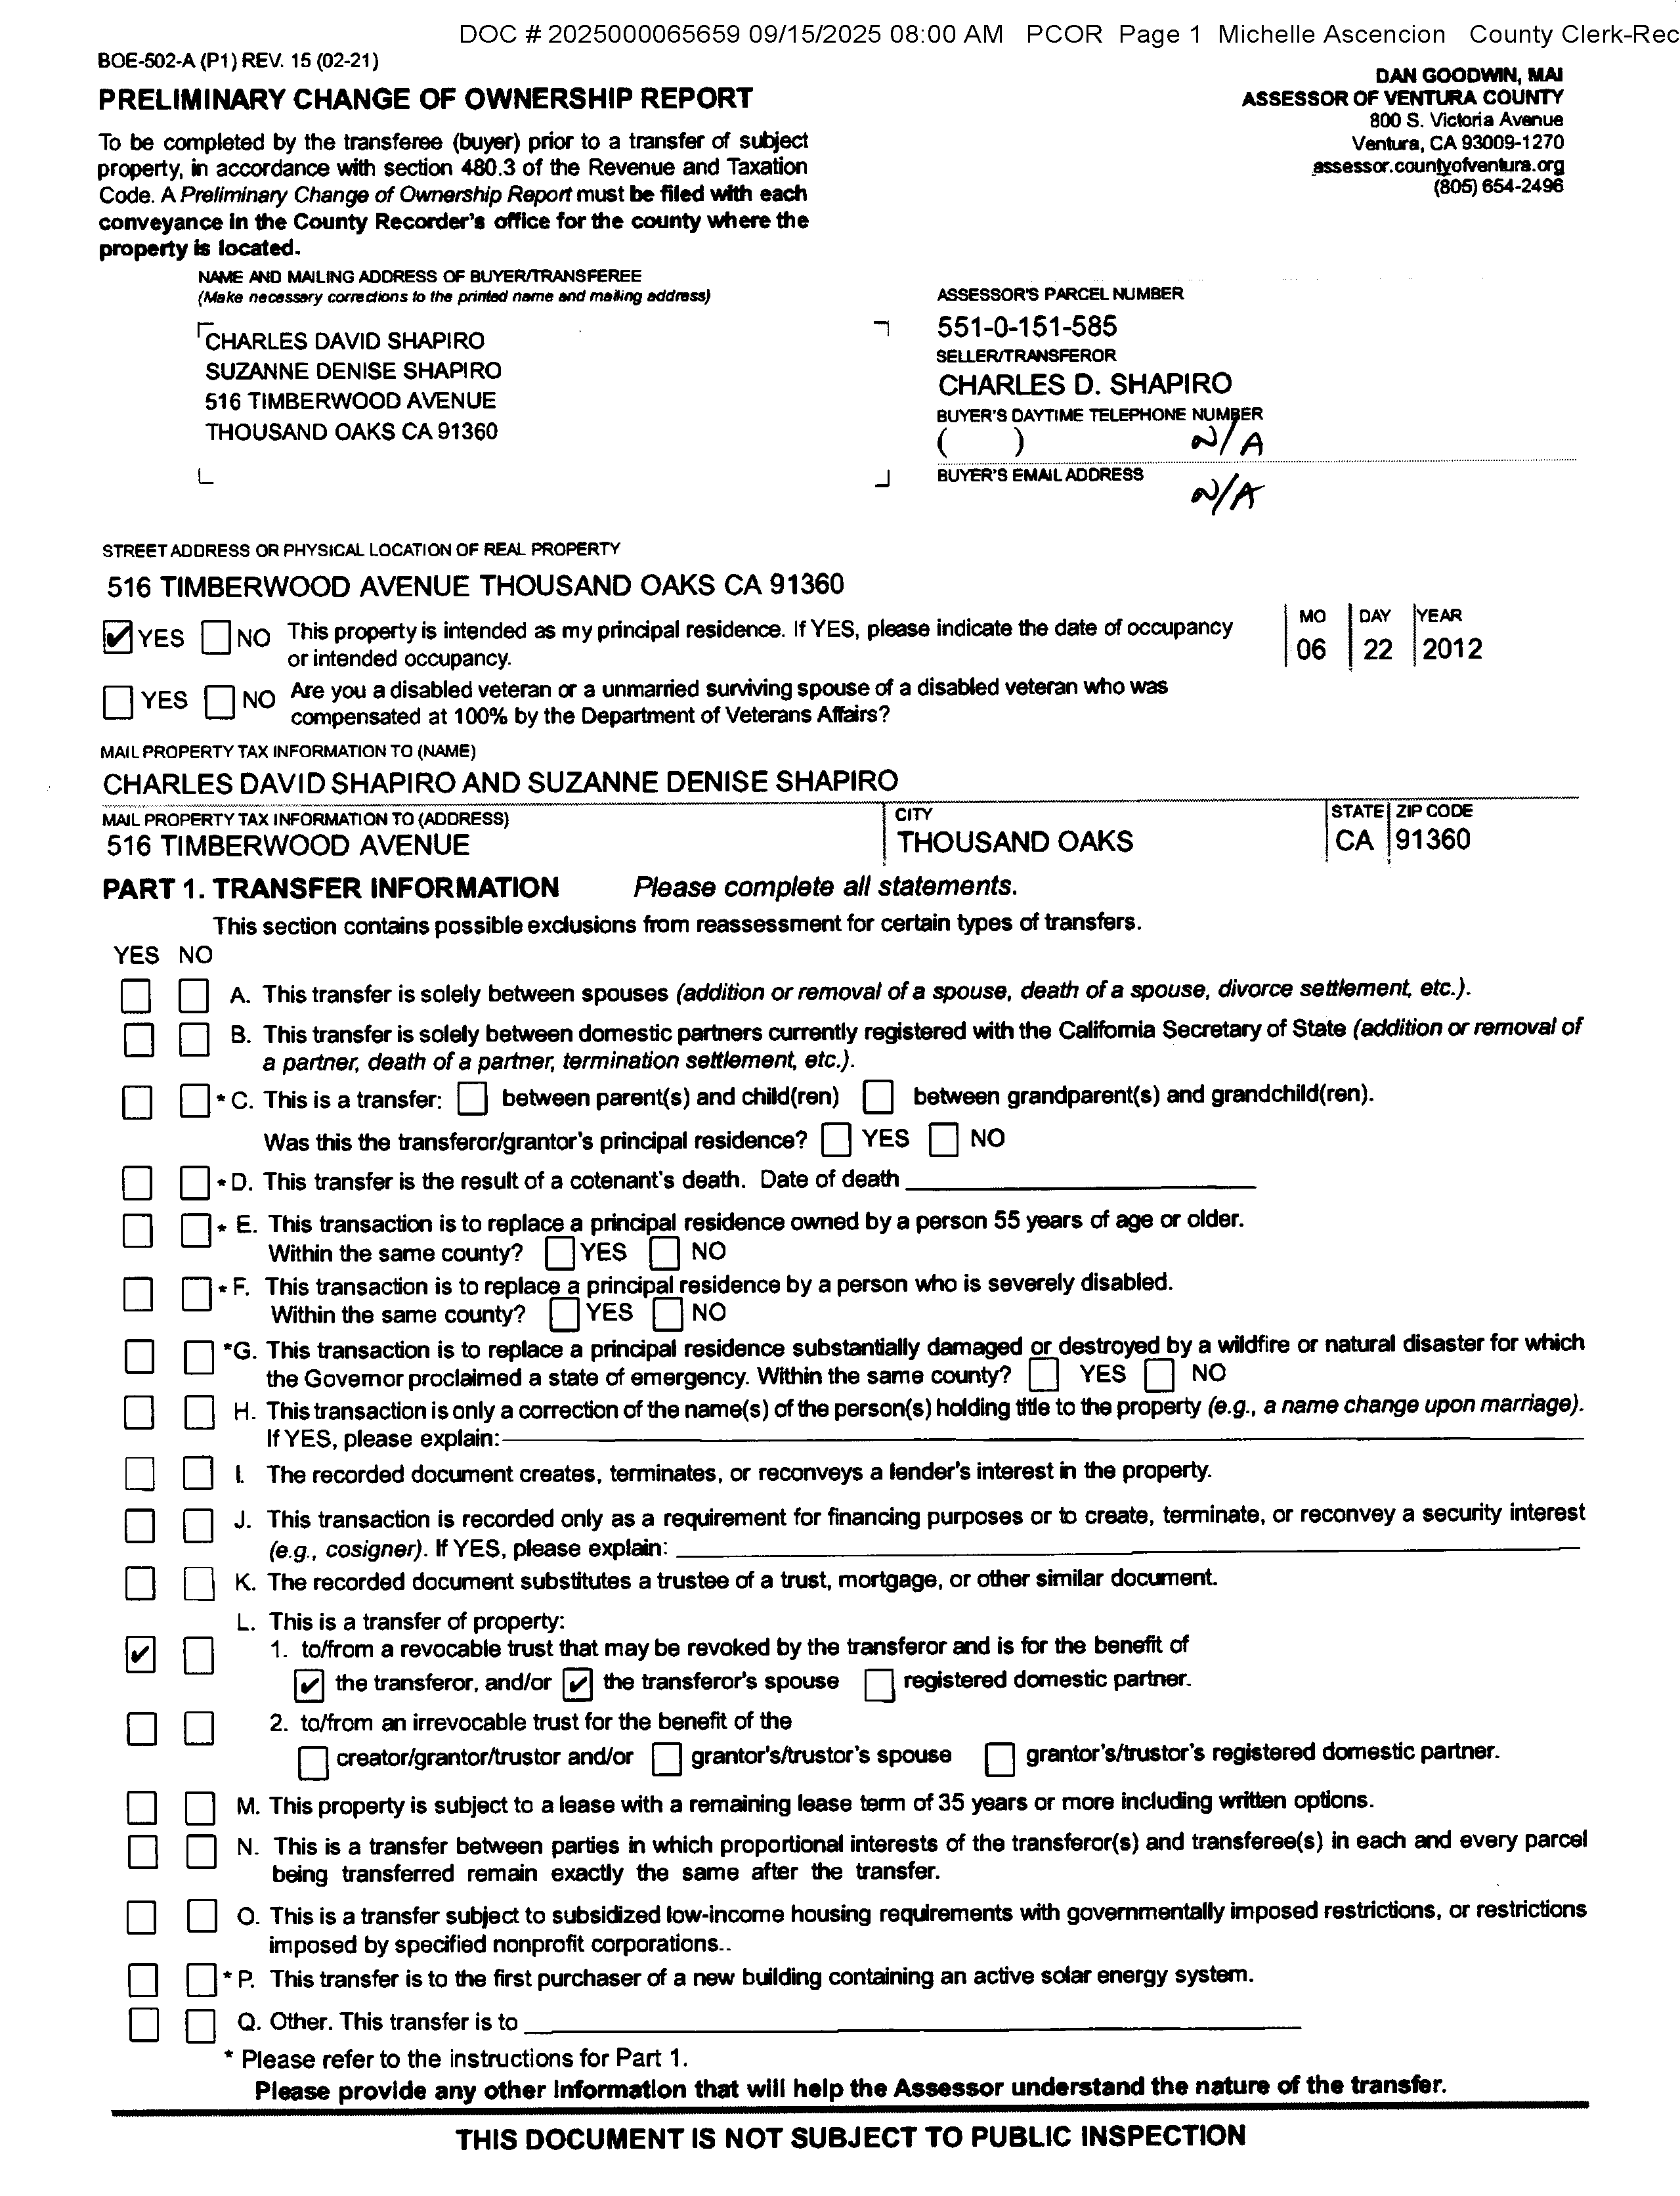 DOC # 2025000065659 09/15/2025 08:00 AM PCOR Page 1 Michelle Ascencion County Clerk-Rec
BOE-502-A (P1) REV. 15 (02-21)
PRELIMINARY CHANGE OF OWNERSHIP REPORT
To be completed by the transferee (buyer) prior to a transfer of subject
property, in accordance with section 480.3 of the Revenue and Taxation
Code. A Preliminary Change of Ownership Report must be filed with each
conveyance in the County Recorder's office for the county where the
property is located.
DAN GOODWIN, MAI
ASSESSOR OF VENTURA COUNTY
800 S. Victoria Avenue
Ventura, CA 93009-1270
assessor.countyofventura.org
(805) 654-2496
NAME AND MAILING ADDRESS OF BUYER/TRANSFEREE
(Make necessary corrections to the printed name and mailing address)
CHARLES DAVID SHAPIRO
SUZANNE DENISE SHAPIRO
516 TIMBERWOOD AVENUE
THOUSAND OAKS CA 91360
ASSESSOR'S PARCEL NUMBER
551-0-151-585
SELLER/TRANSFEROR
CHARLES D. SHAPIRO
BUYER'S DAYTIME TELEPHONE NUMBER
( ) N/A
BUYER'S EMAIL ADDRESS
N/A
STREET ADDRESS OR PHYSICAL LOCATION OF REAL PROPERTY
516 TIMBERWOOD AVENUE THOUSAND OAKS CA 91360
✔ YES NO This property is intended as my principal residence. If YES, please indicate the date of occupancy
or intended occupancy.
MO DAY YEAR
06 22 2012
YES NO Are you a disabled veteran or a unmarried surviving spouse of a disabled veteran who was
compensated at 100% by the Department of Veterans Affairs?
MAIL PROPERTY TAX INFORMATION TO (NAME)
CHARLES DAVID SHAPIRO AND SUZANNE DENISE SHAPIRO
MAIL PROPERTY TAX INFORMATION TO (ADDRESS) CITY STATE ZIP CODE
516 TIMBERWOOD AVENUE THOUSAND OAKS CA 91360
PART 1. TRANSFER INFORMATION Please complete all statements.
This section contains possible exclusions from reassessment for certain types of transfers.
YES NO
A. This transfer is solely between spouses (addition or removal of a spouse, death of a spouse, divorce settlement, etc.).
B. This transfer is solely between domestic partners currently registered with the California Secretary of State (addition or removal of
a partner, death of a partner, termination settlement, etc.).
* C. This is a transfer: between parent(s) and child(ren) between grandparent(s) and grandchild(ren).
Was this the transferor/grantor's principal residence? YES NO
* D. This transfer is the result of a cotenant's death. Date of death
* E. This transaction is to replace a principal residence owned by a person 55 years of age or older.
Within the same county? YES NO
* F. This transaction is to replace a principal residence by a person who is severely disabled.
Within the same county? YES NO
*G. This transaction is to replace a principal residence substantially damaged or destroyed by a wildfire or natural disaster for which
the Governor proclaimed a state of emergency. Within the same county? YES NO
H. This transaction is only a correction of the name(s) of the person(s) holding title to the property (e.g., a name change upon marriage).
If YES, please explain:
I. The recorded document creates, terminates, or reconveys a lender's interest in the property.
J. This transaction is recorded only as a requirement for financing purposes or to create, terminate, or reconvey a security interest
(e.g., cosigner). If YES, please explain:
K. The recorded document substitutes a trustee of a trust, mortgage, or other similar document.
L. This is a transfer of property:
✔ 1. to/from a revocable trust that may be revoked by the transferor and is for the benefit of
✔ the transferor, and/or ✔ the transferor's spouse registered domestic partner.
2. to/from an irrevocable trust for the benefit of the
creator/grantor/trustor and/or grantor's/trustor's spouse grantor's/trustor's registered domestic partner.
M. This property is subject to a lease with a remaining lease term of 35 years or more including written options.
N. This is a transfer between parties in which proportional interests of the transferor(s) and transferee(s) in each and every parcel
being transferred remain exactly the same after the transfer.
O. This is a transfer subject to subsidized low-income housing requirements with governmentally imposed restrictions, or restrictions
imposed by specified nonprofit corporations..
* P. This transfer is to the first purchaser of a new building containing an active solar energy system.
Q. Other. This transfer is to
* Please refer to the instructions for Part 1.
Please provide any other information that will help the Assessor understand the nature of the transfer.
THIS DOCUMENT IS NOT SUBJECT TO PUBLIC INSPECTION